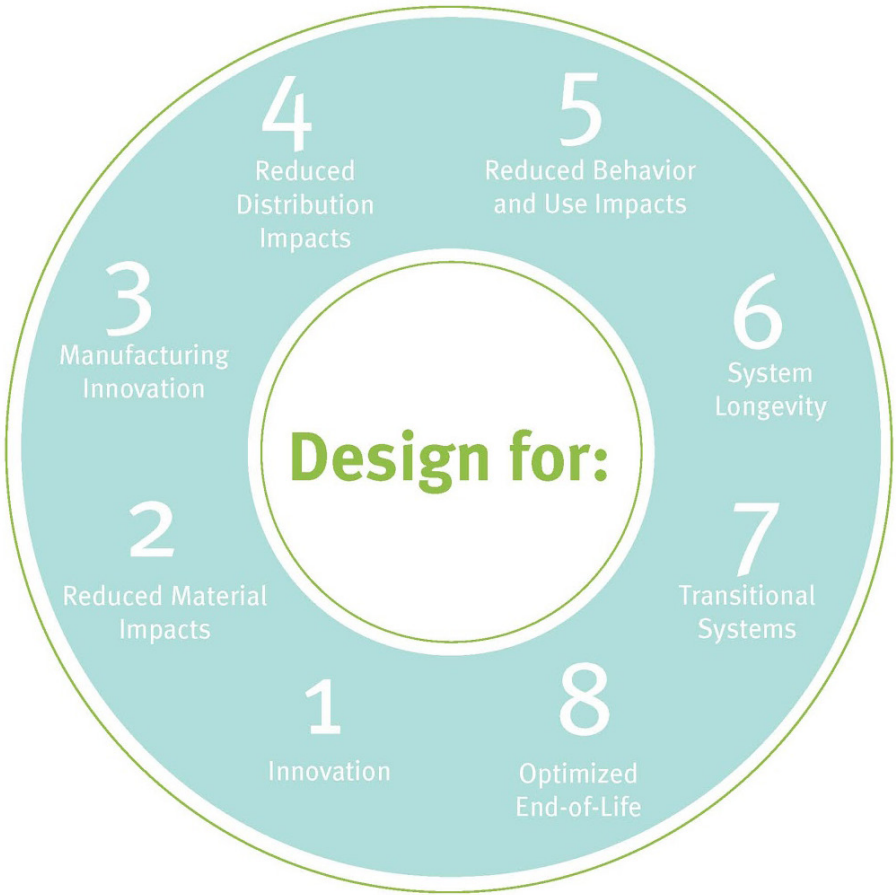 Design for:
1
Innovation
2
Reduced Material
Impacts
3
Manufacturing
Innovation
4
Reduced
Distribution
Impacts
5
Reduced Behavior
and Use Impacts
6
System
Longevity
7
Transitional
Systems
8
Optimized
End-of-Life